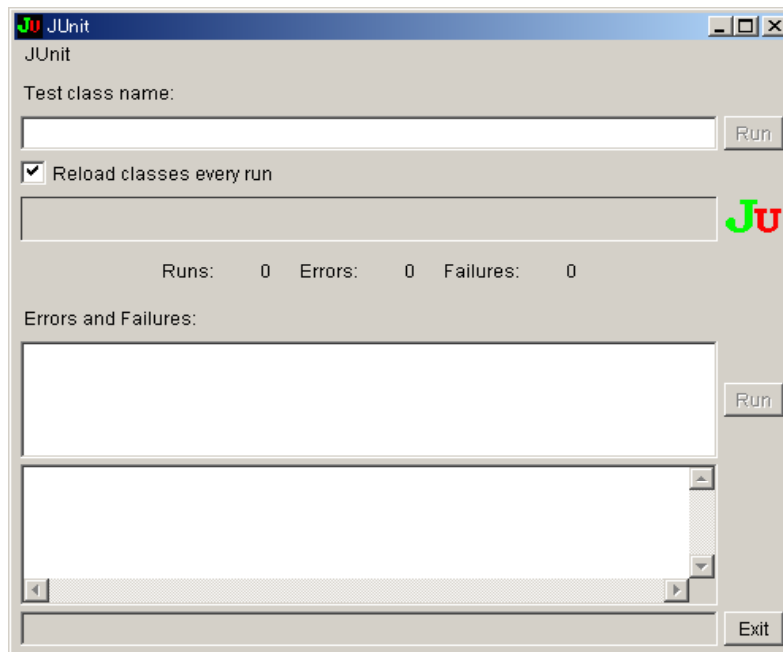 JU JUnit
JUnit
Test class name:
Run
Reload classes every run
JU
Runs: 0 Errors: 0 Failures: 0
Errors and Failures:
Run
Exit